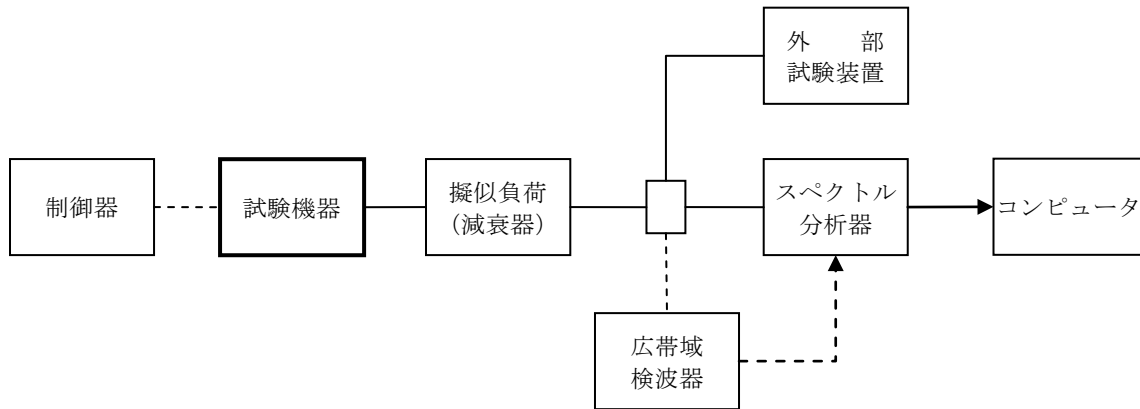 外　　部
試験装置
制御器
試験機器
擬似負荷
（減衰器）
スペクトル
分析器
コンピュータ
広帯域
検波器